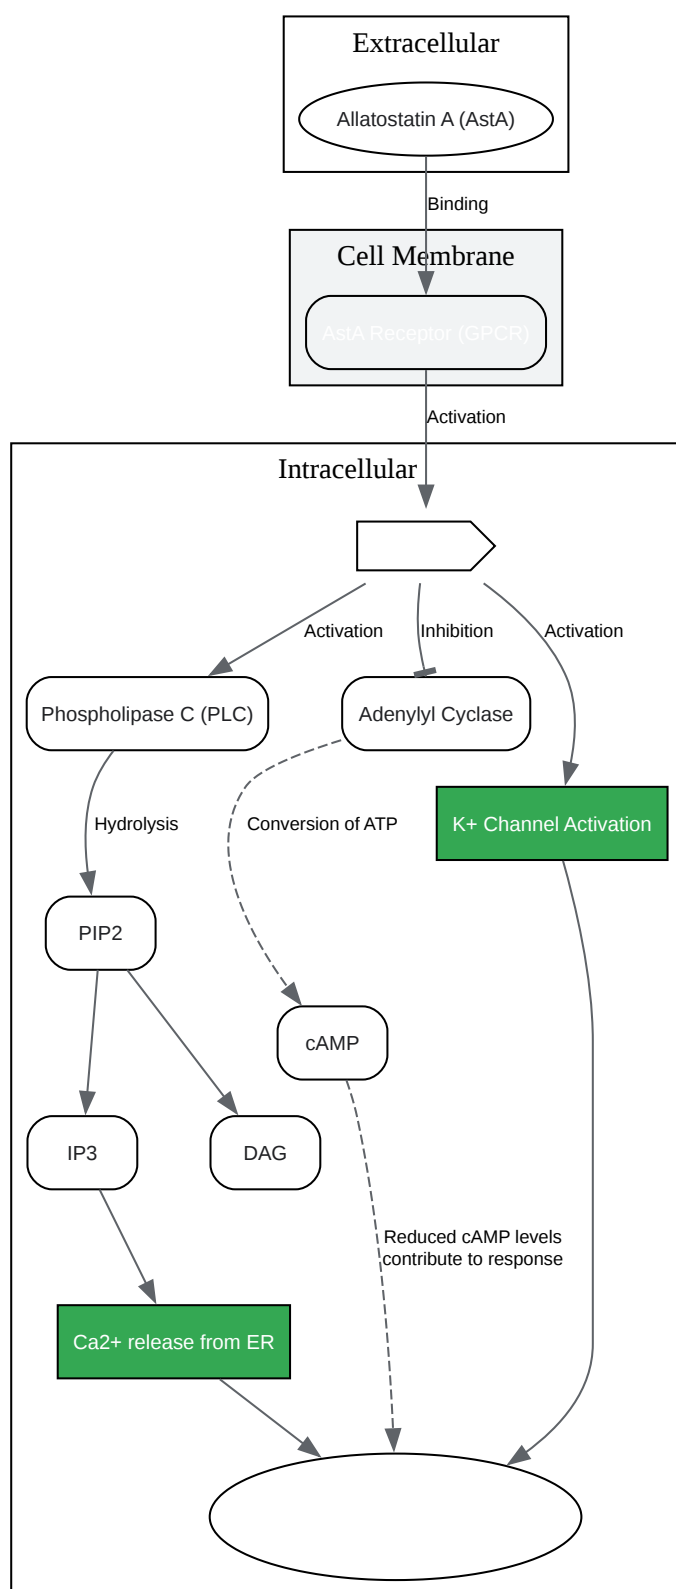 Extracellular
Allatostatin A (AstA)
Binding
Cell Membrane
AstA Receptor (GPCR)
Activation
Intracellular
Activation
Inhibition
Activation
Phospholipase C (PLC)
Adenylyl Cyclase
Hydrolysis
Conversion of ATP
K+ Channel Activation
PIP2
cAMP
IP3
DAG
Reduced cAMP levels
contribute to response
Ca2+ release from ER